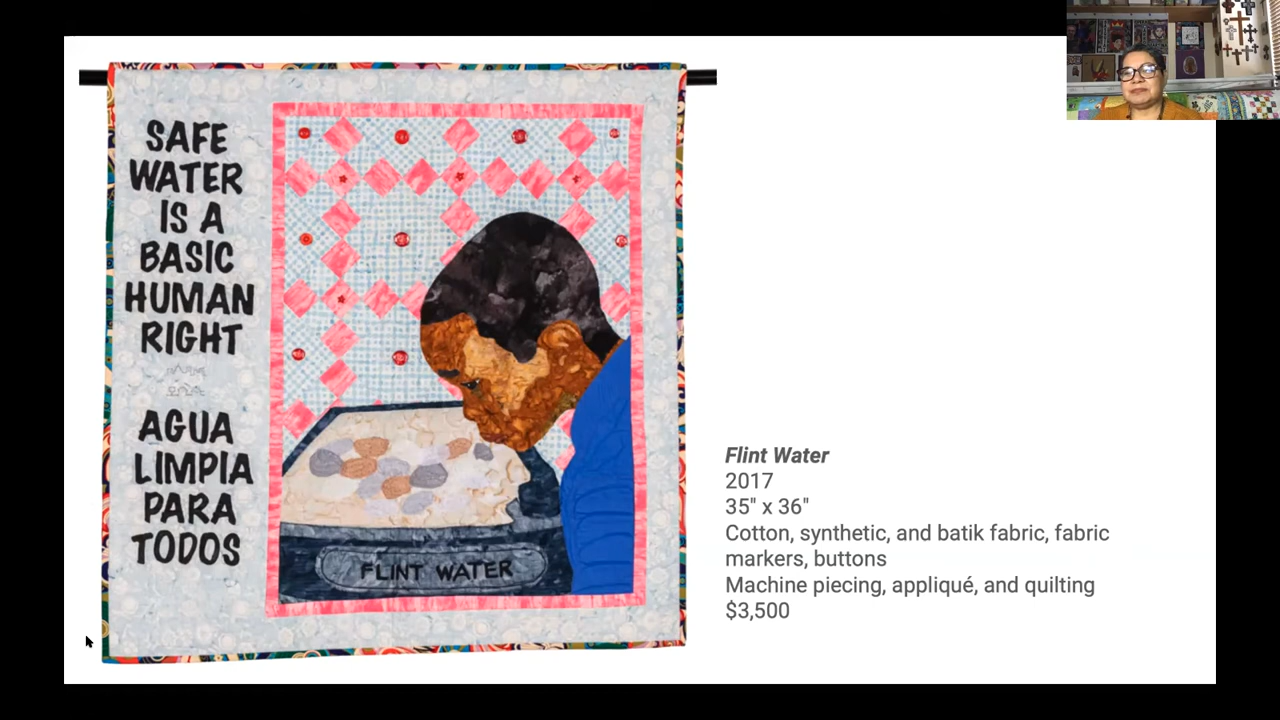 SAFE
WATER
IS A
BASIC
HUMAN
RIGHT
AGUA
LIMPIA
PARA
TODOS
FLINT WATER
Flint Water
2017
35" x 36"
Cotton, synthetic, and batik fabric, fabric
markers, buttons
Machine piecing, appliqué, and quilting
$3,500